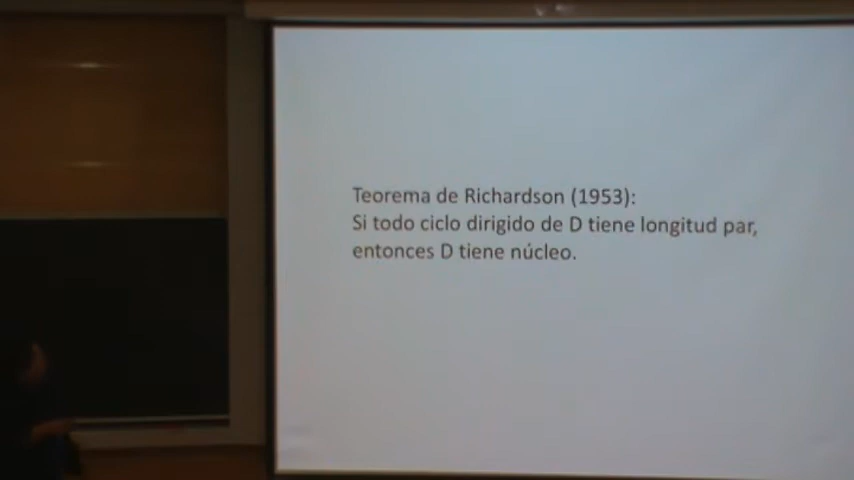 Teorema de Richardson (1953):
Si todo ciclo dirigido de D tiene longitud par,
entonces D tiene núcleo.